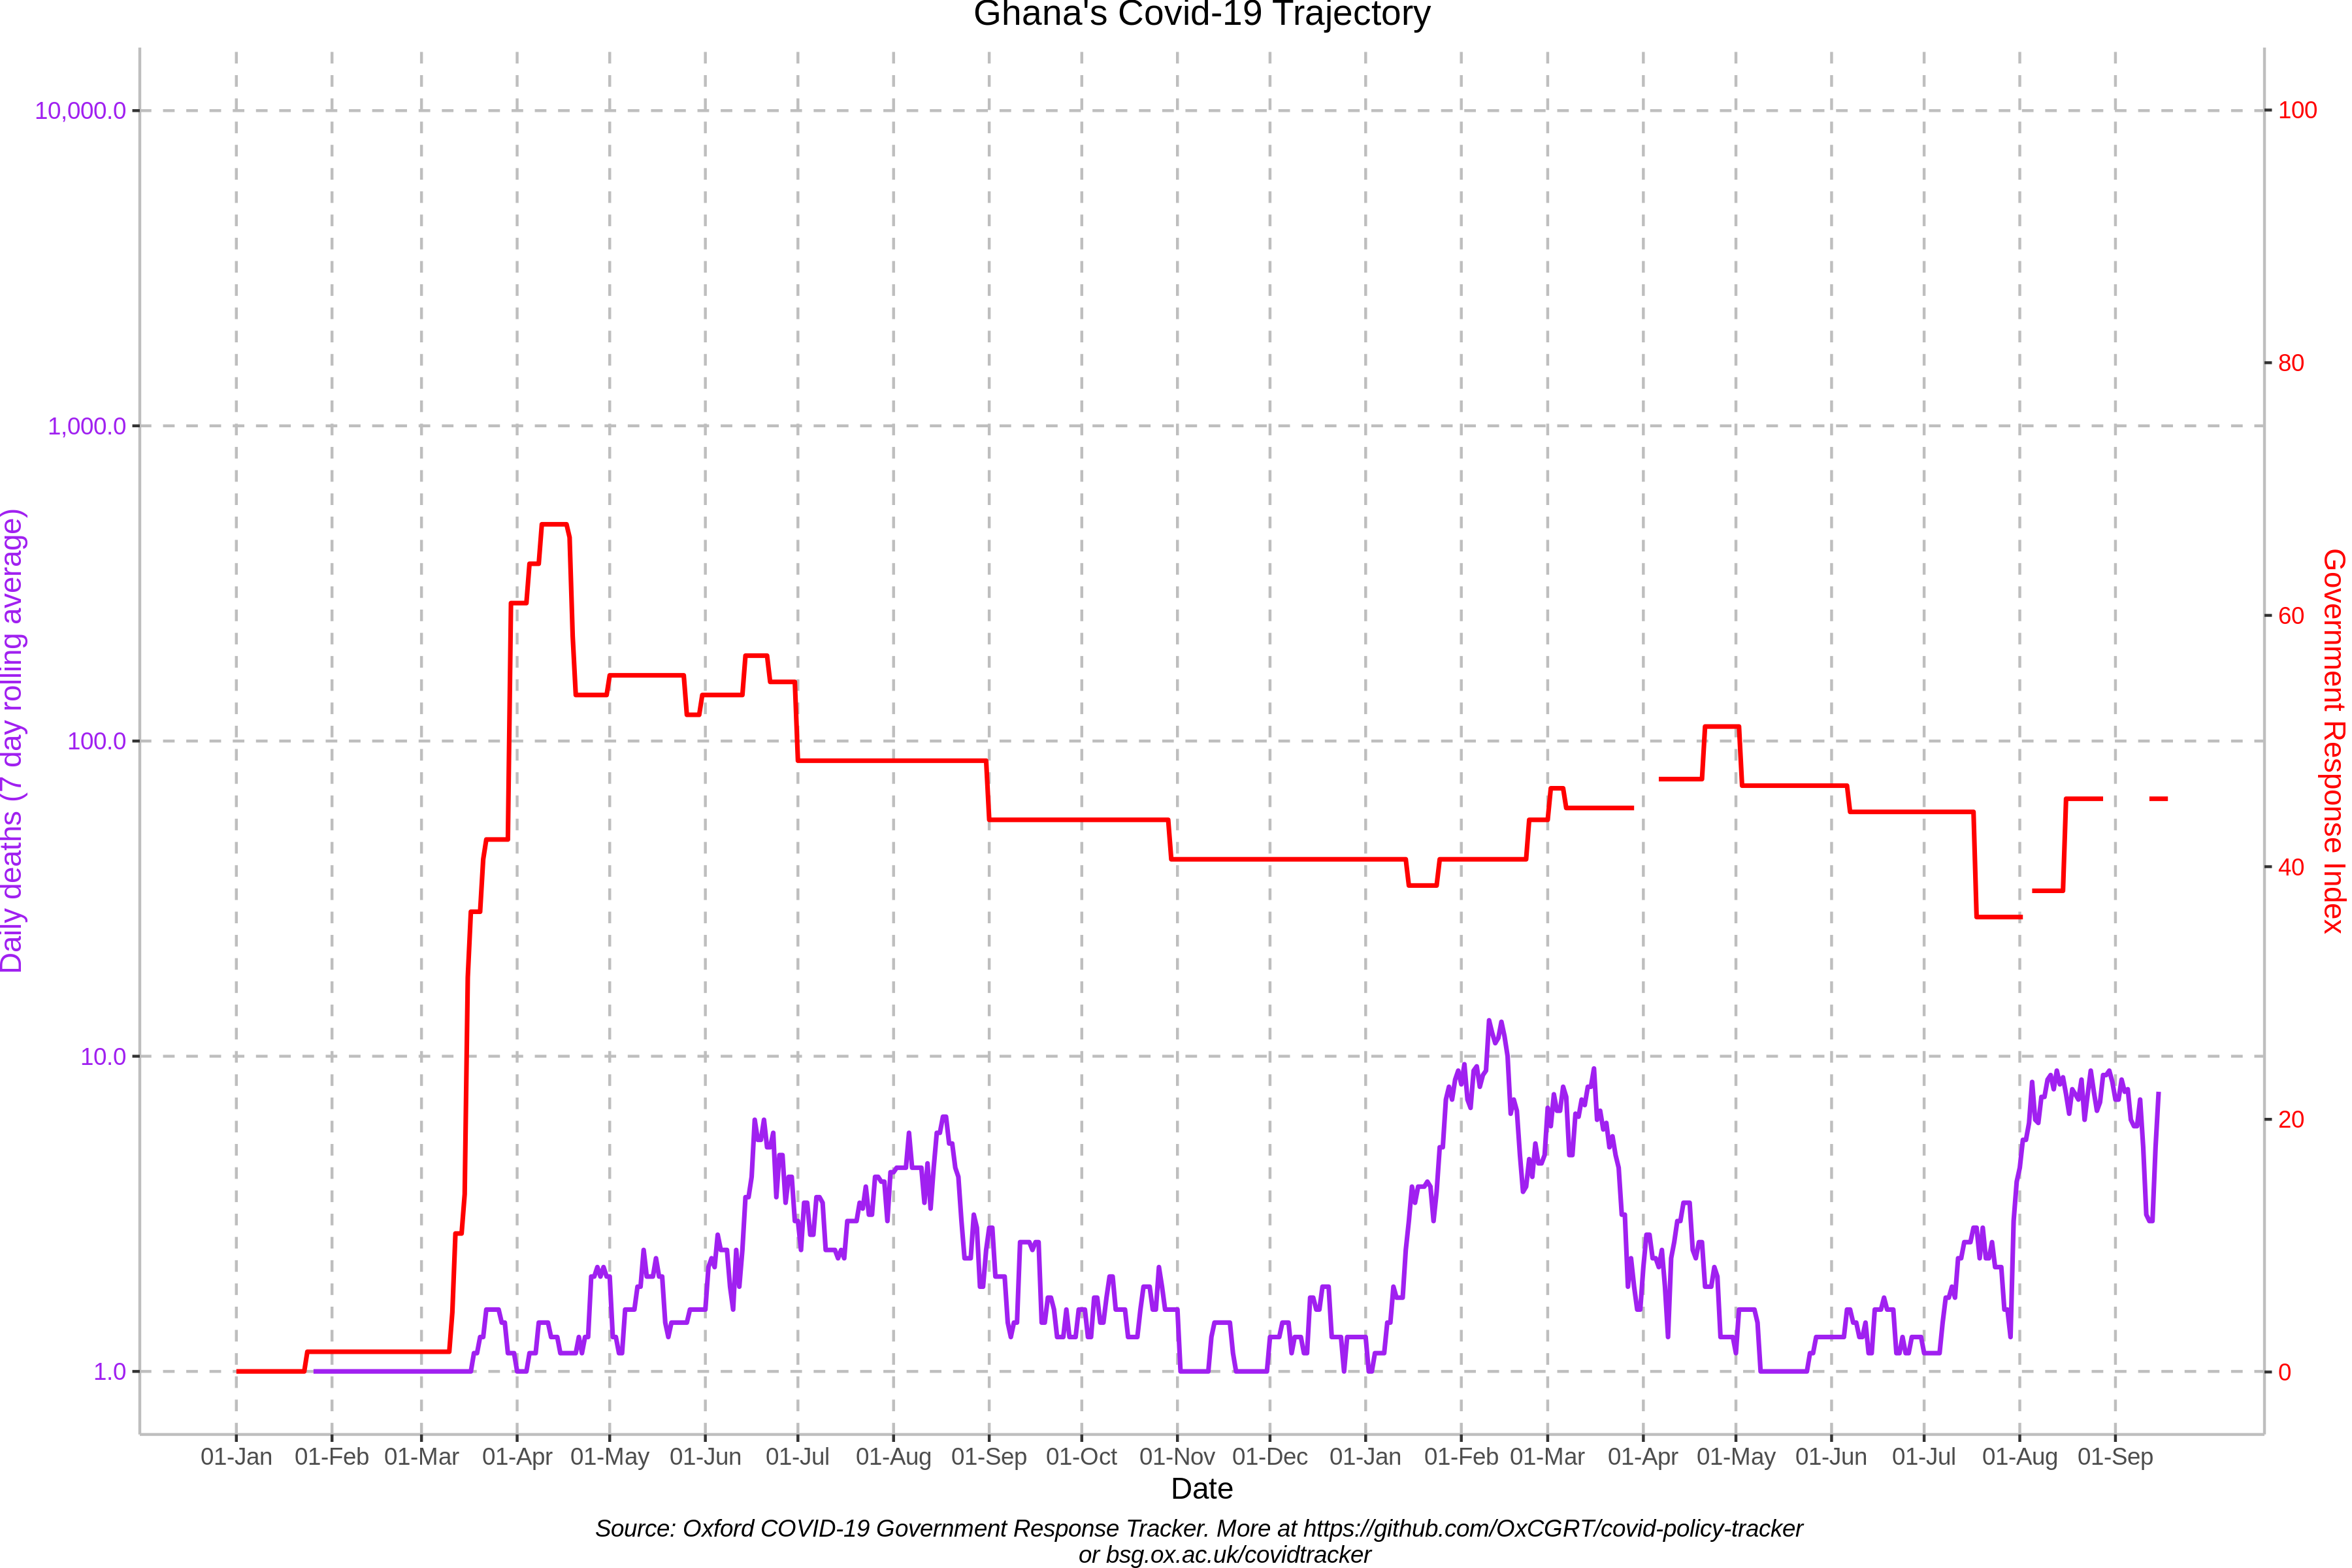 Ghana's Covid-19 Trajectory
10,000.0
1,000.0
100.0
10.0
1.0
Daily deaths (7 day rolling average)
100
80
60
40
20
0
Government Response Index
01-Jan 01-Feb 01-Mar 01-Apr 01-May 01-Jun 01-Jul 01-Aug 01-Sep 01-Oct 01-Nov 01-Dec 01-Jan 01-Feb 01-Mar 01-Apr 01-May 01-Jun 01-Jul 01-Aug 01-Sep
Date
Source: Oxford COVID-19 Government Response Tracker. More at https://github.com/OxCGRT/covid-policy-tracker
or bsg.ox.ac.uk/covidtracker